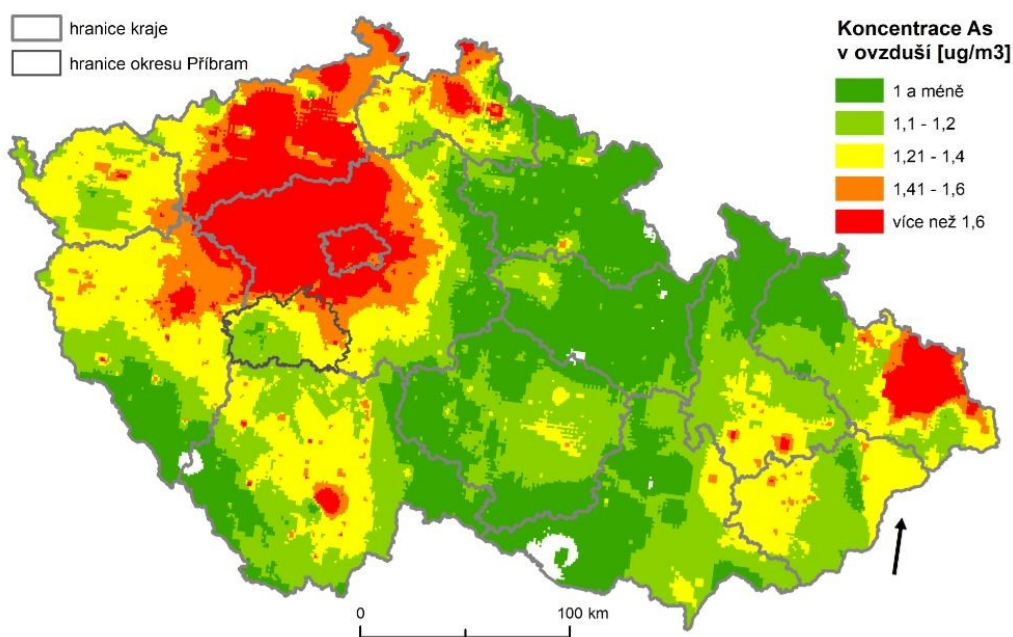 hranice kraje
hranice okresu Příbram
Koncentrace As
v ovzduší [ug/m3]
1 a méně
1,1 - 1,2
1,21 - 1,4
1,41 - 1,6
více než 1,6
0 100 km